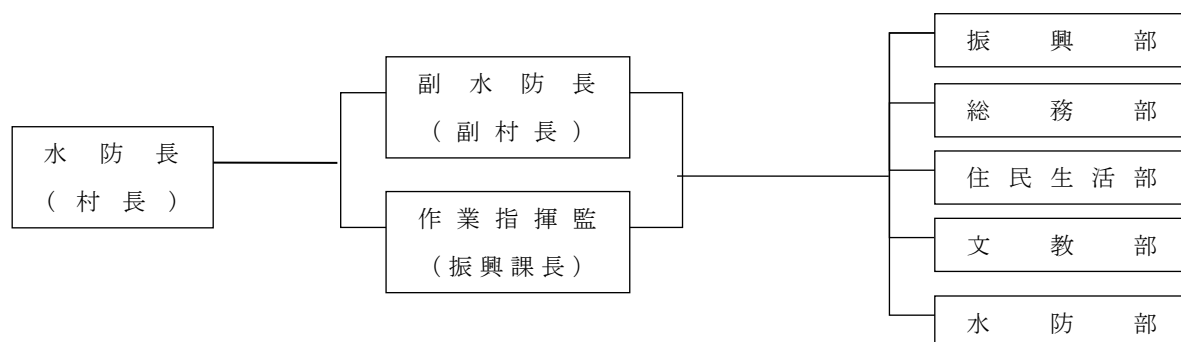 水防長
（村長）
副水防長
（副村長）
作業指揮監
（振興課長）
振興部
総務部
住民生活部
文教部
水防部